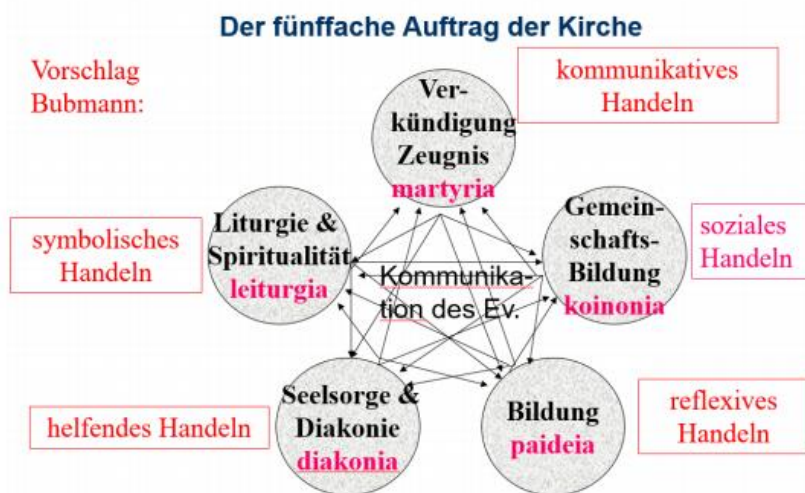 Der fünffache Auftrag der Kirche
Vorschlag
Bubmann:
kommunikatives
Handeln
Ver-
kündigung
Zeugnis
martyria
symbolisches
Handeln
Liturgie &
Spiritualität
leiturgia
Gemein-
schafts-
Bildung
koinonia
soziales
Handeln
Kommunika-
tion des Ev.
helfendes Handeln
Seelsorge &
Diakonie
diakonia
Bildung
paideia
reflexives
Handeln